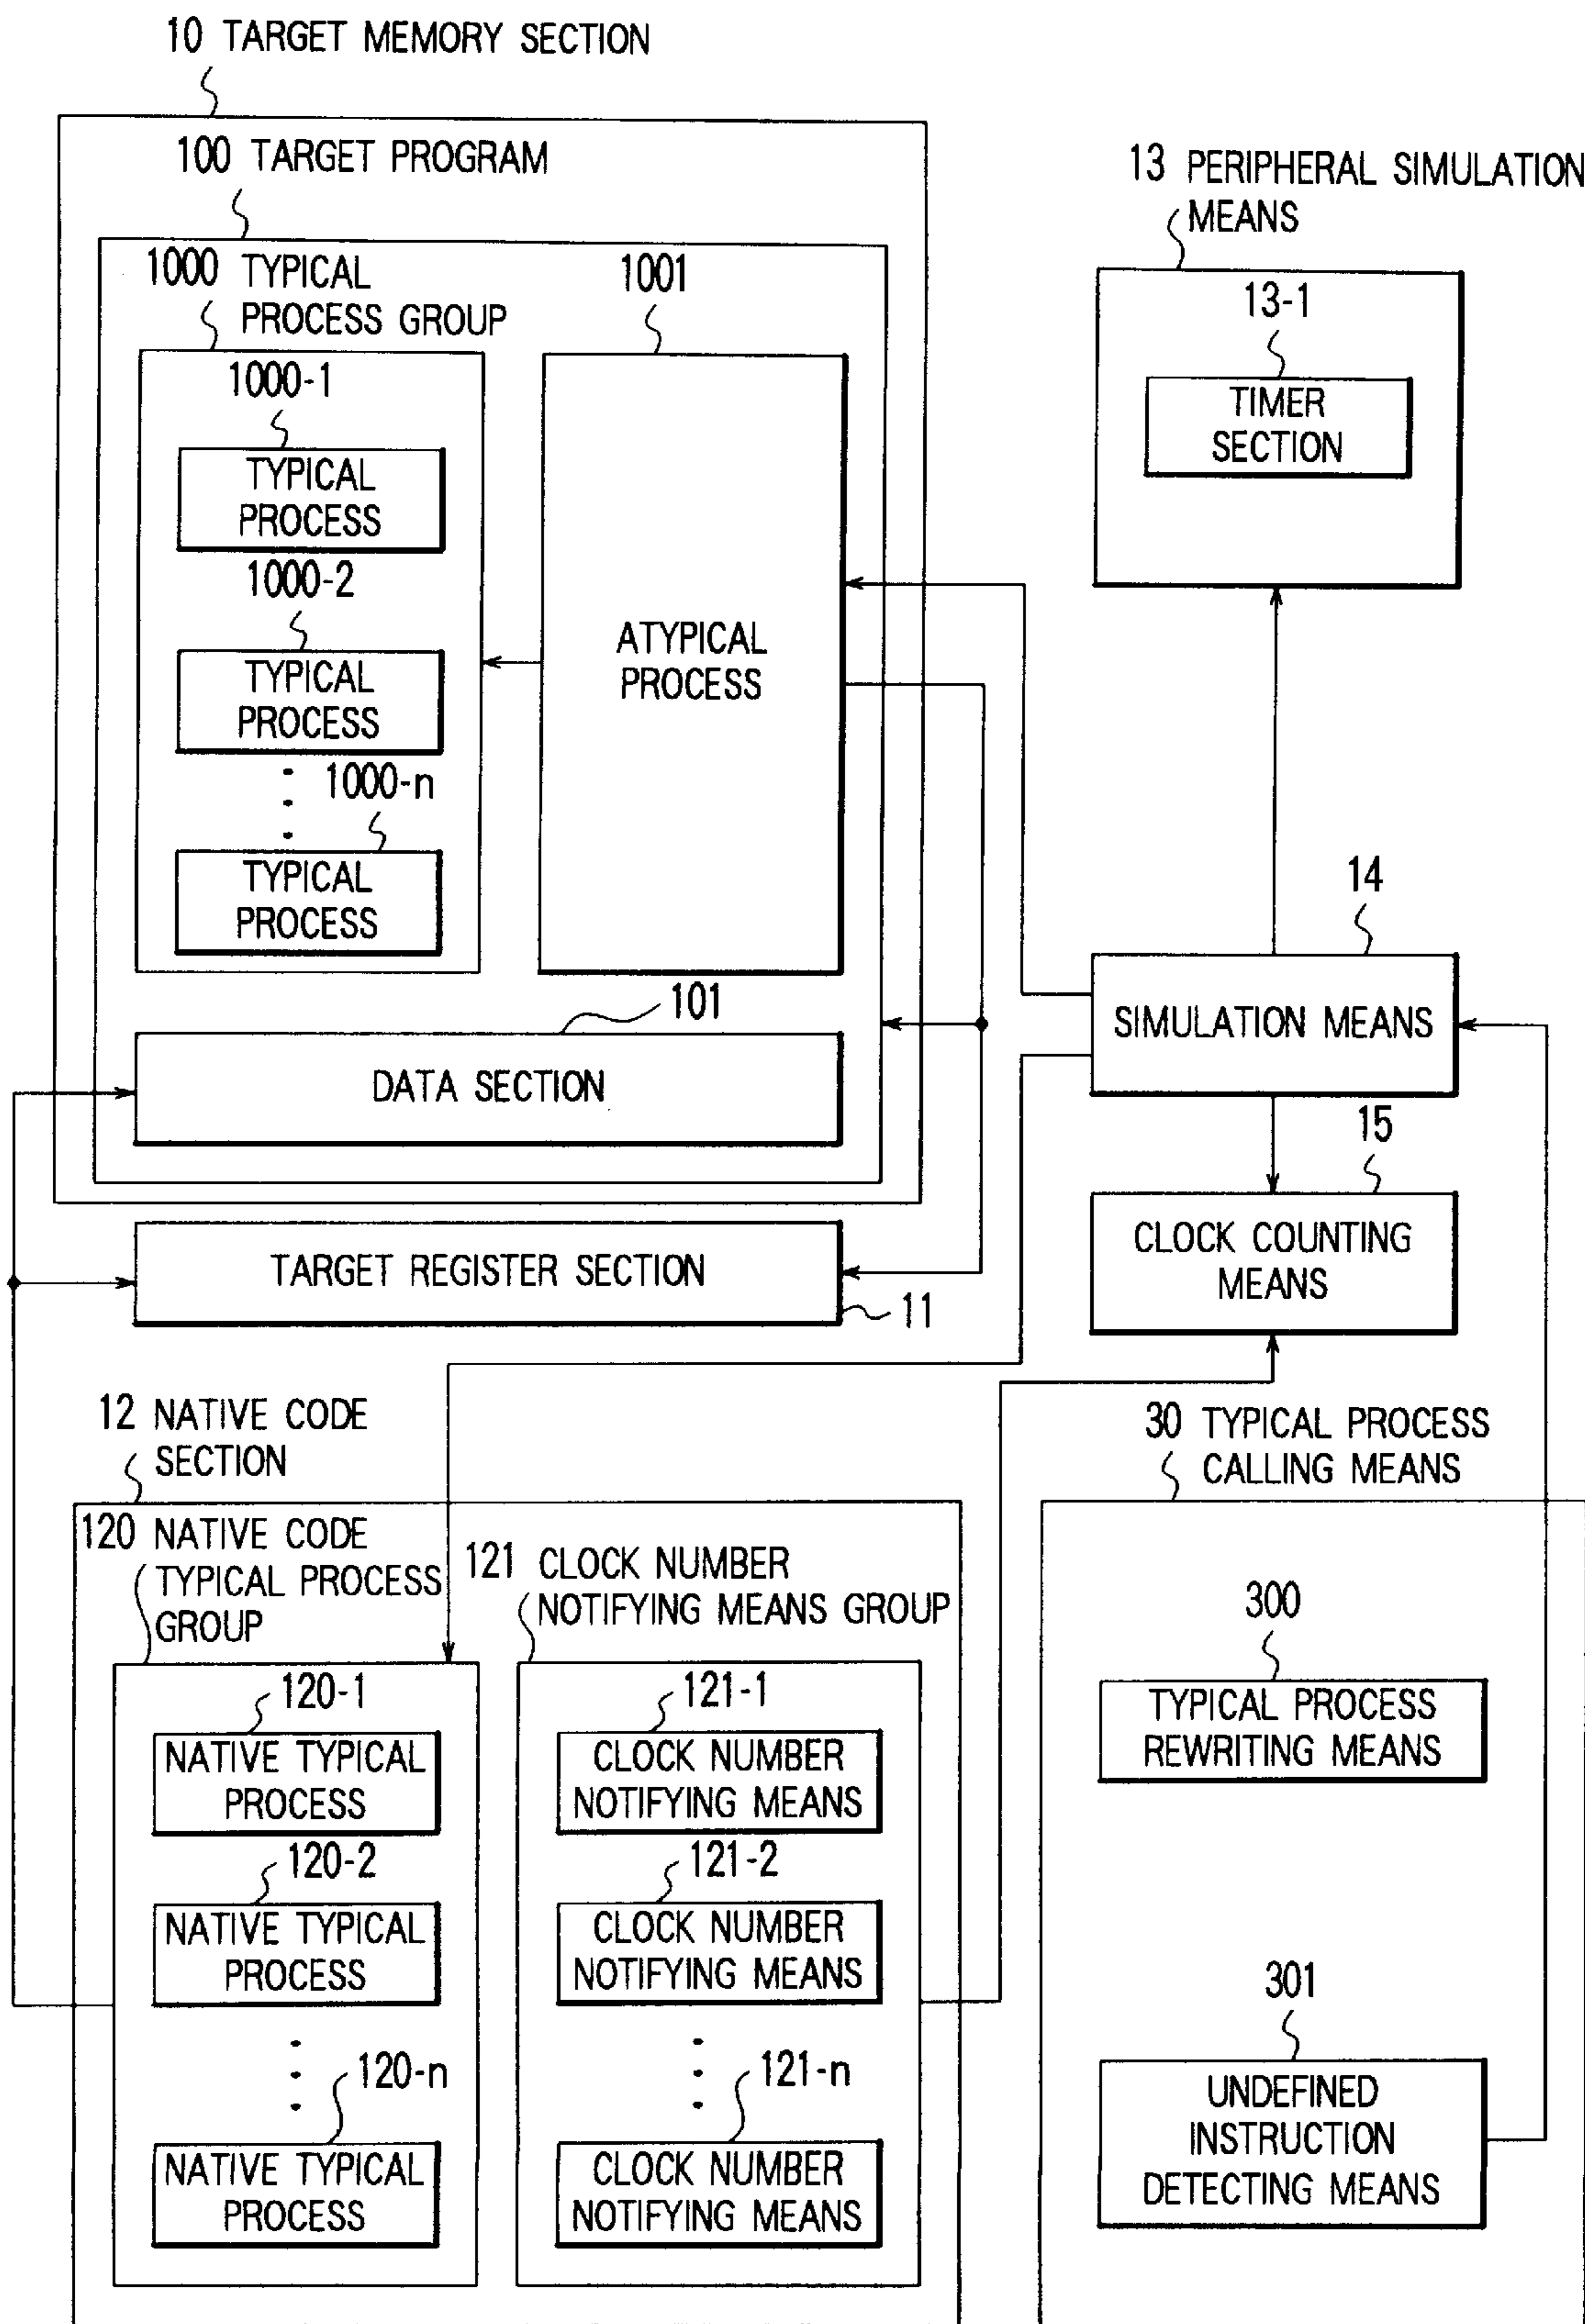 10 TARGET MEMORY SECTION
100 TARGET PROGRAM
1000 TYPICAL
PROCESS GROUP
1001
1000-1
TYPICAL
PROCESS
1000-2
TYPICAL
PROCESS
1000-n
TYPICAL
PROCESS
ATYPICAL
PROCESS
101
DATA SECTION
TARGET REGISTER SECTION
11
13 PERIPHERAL SIMULATION
MEANS
13-1
TIMER
SECTION
14
SIMULATION MEANS
15
CLOCK COUNTING
MEANS
12 NATIVE CODE
SECTION
120 NATIVE CODE
TYPICAL PROCESS
GROUP
120-1
NATIVE TYPICAL
PROCESS
120-2
NATIVE TYPICAL
PROCESS
120-n
NATIVE TYPICAL
PROCESS
121 CLOCK NUMBER
NOTIFYING MEANS GROUP
121-1
CLOCK NUMBER
NOTIFYING MEANS
121-2
CLOCK NUMBER
NOTIFYING MEANS
121-n
CLOCK NUMBER
NOTIFYING MEANS
30 TYPICAL PROCESS
CALLING MEANS
300
TYPICAL PROCESS
REWRITING MEANS
301
UNDEFINED
INSTRUCTION
DETECTING MEANS